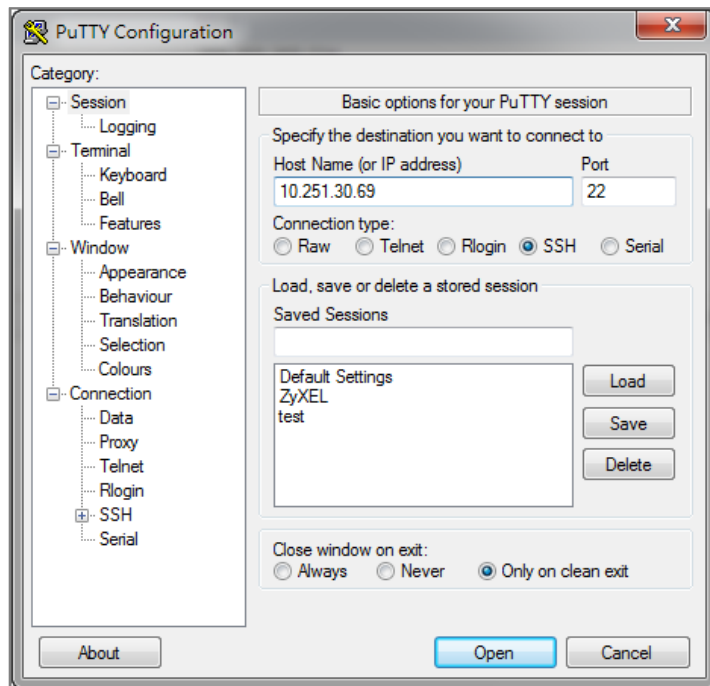 PuTTY Configuration
Category:
Session
Logging
Terminal
Keyboard
Bell
Features
Window
Appearance
Behaviour
Translation
Selection
Colours
Connection
Data
Proxy
Telnet
Rlogin
SSH
Serial
Basic options for your PuTTY session
Specify the destination you want to connect to
Host Name (or IP address) Port
10.251.30.69 22
Connection type:
Raw Telnet Rlogin SSH Serial
Load, save or delete a stored session
Saved Sessions
Default Settings
ZyXEL
test
Load
Save
Delete
Close window on exit:
Always Never Only on clean exit
About Open Cancel